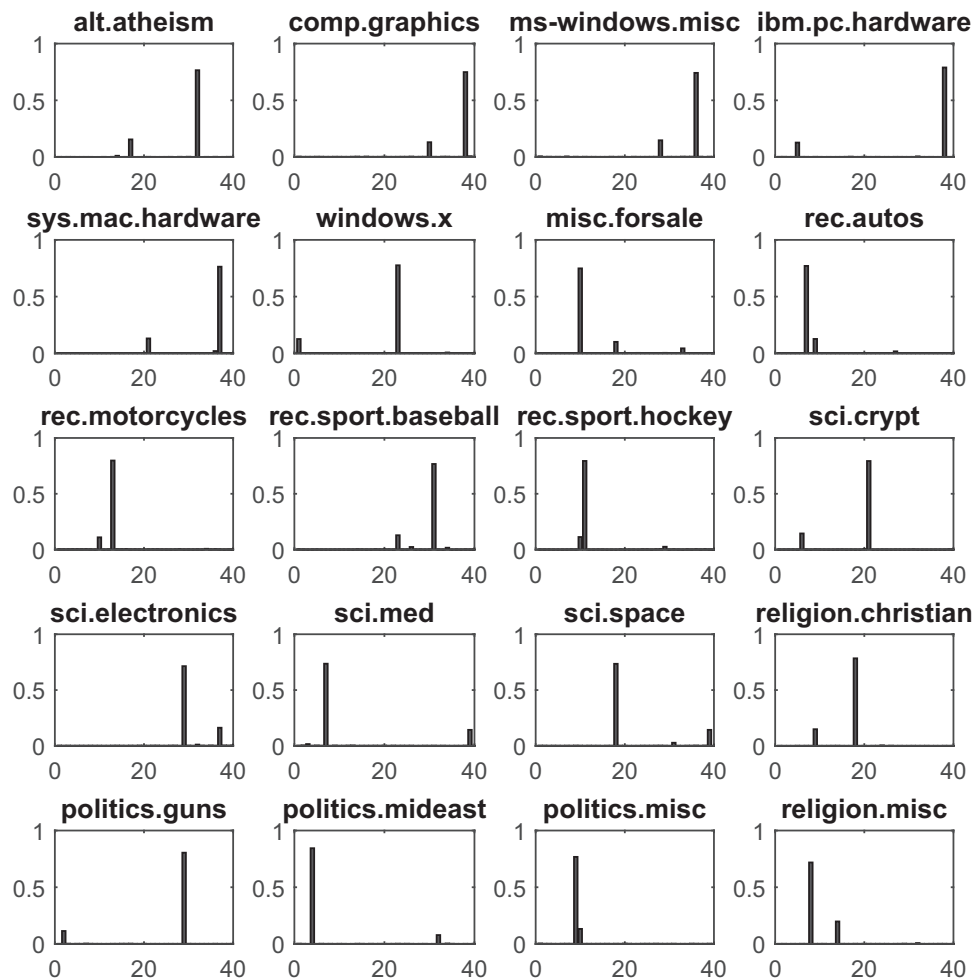 alt.atheism comp.graphics ms-windows.misc ibm.pc.hardware
1 1 1 1
0.5 0.5 0.5 0.5
0 0 0 0
0 20 40 0 20 40 0 20 40 0 20 40
sys.mac.hardware windows.x misc.forsale rec.autos
1 1 1 1
0.5 0.5 0.5 0.5
0 0 0 0
0 20 40 0 20 40 0 20 40 0 20 40
rec.motorcycles rec.sport.baseball rec.sport.hockey sci.crypt
1 1 1 1
0.5 0.5 0.5 0.5
0 0 0 0
0 20 40 0 20 40 0 20 40 0 20 40
sci.electronics sci.med sci.space religion.christian
1 1 1 1
0.5 0.5 0.5 0.5
0 0 0 0
0 20 40 0 20 40 0 20 40 0 20 40
politics.guns politics.mideast politics.misc religion.misc
1 1 1 1
0.5 0.5 0.5 0.5
0 0 0 0
0 20 40 0 20 40 0 20 40 0 20 40